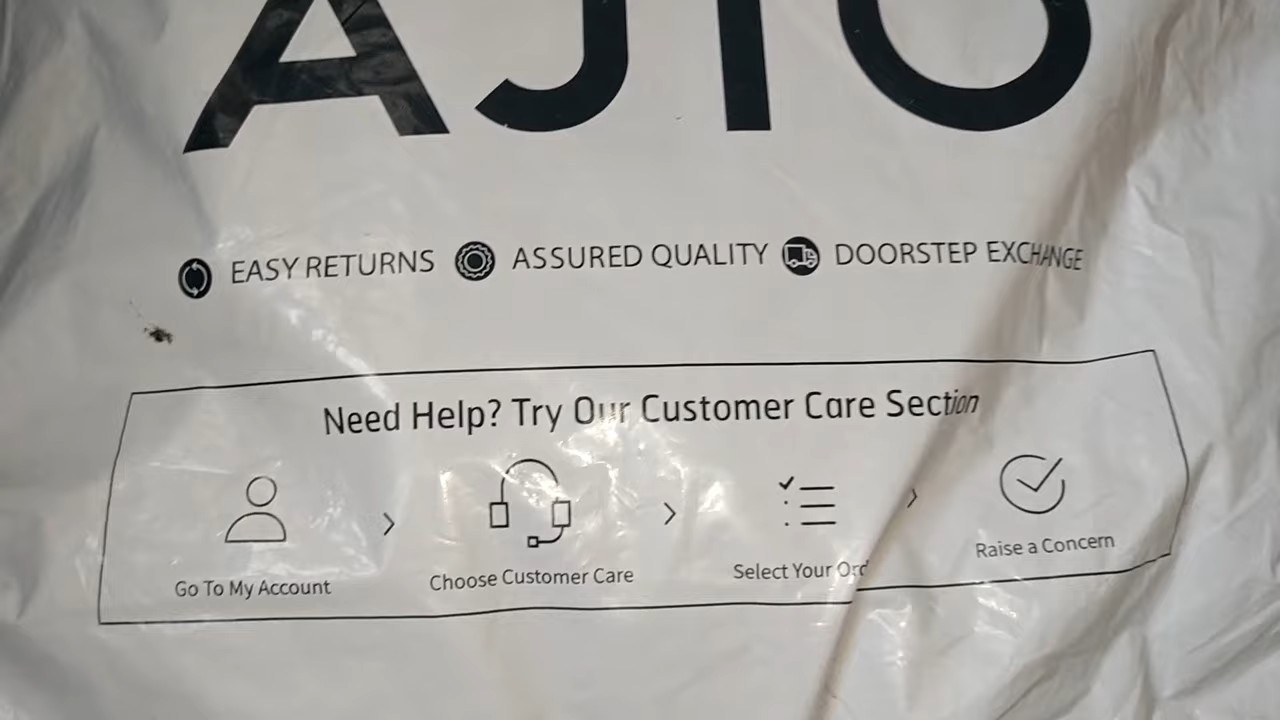 AJIO
EASY RETURNS ASSURED QUALITY DOORSTEP EXCHANGE
Need Help? Try Our Customer Care Section
Go To My Account > Choose Customer Care > Select Your Ord > Raise a Concern